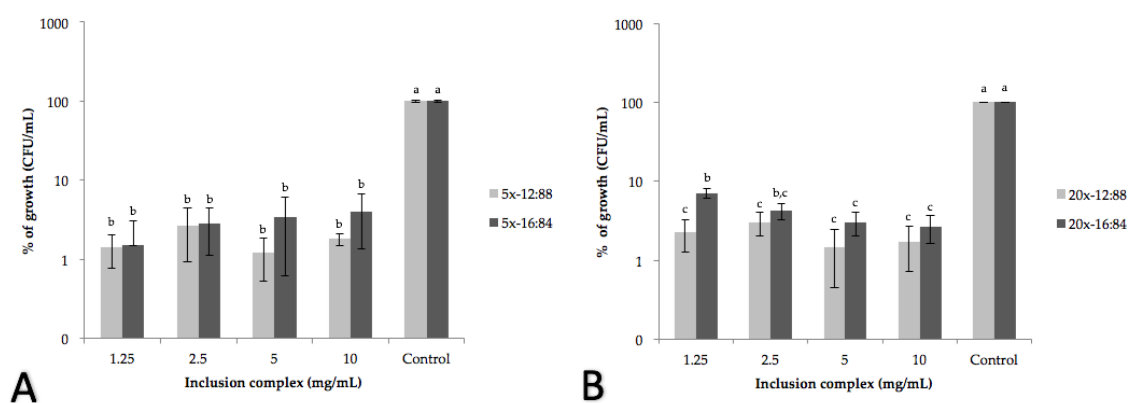 1000
100
10
1
0
% of growth (CFU/mL)
b b b b b b b b a a
1.25 2.5 5 10 Control
Inclusion complex (mg/mL)
5x-12:88
5x-16:84
A
1000
100
10
1
0
% of growth (CFU/mL)
c b c b,c c c c c a a
1.25 2.5 5 10 Control
Inclusion complex (mg/mL)
20x-12:88
20x-16:84
B